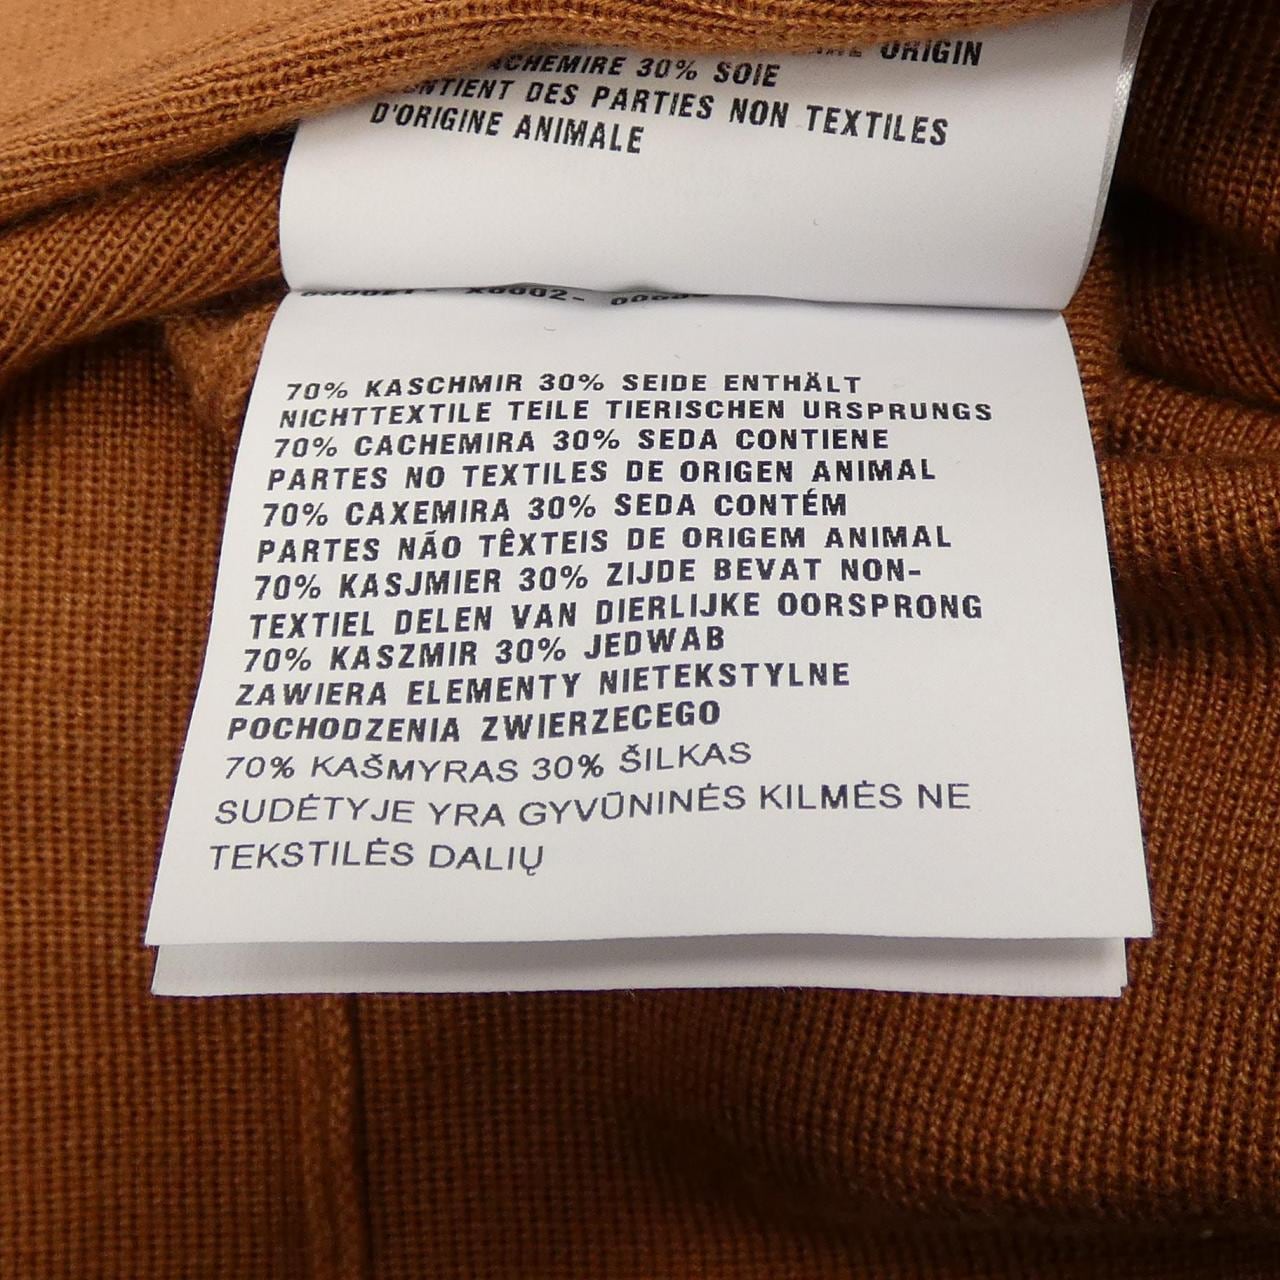 ORIGIN
30% SOIE
DES PARTIES NON TEXTILES
D'ORIGINE ANIMALE
70% KASCHMIR 30% SEIDE ENTHÄLT
NICHTTEXTILE TEILE TIERISCHEN URSPRUNGS
70% CACHEMIRA 30% SEDA CONTIENE
PARTES NO TEXTILES DE ORIGEN ANIMAL
70% CAXEMIRA 30% SEDA CONTÉM
PARTES NÃO TÊXTEIS DE ORIGEM ANIMAL
70% KASJMIER 30% ZIJDE BEVAT NON-
TEXTIEL DELEN VAN DIERLIJKE OORSPRONG
70% KASZMIR 30% JEDWAB
ZAWIERA ELEMENTY NIETEKSTYLNE
POCHODZENIA ZWIERZECEGO
70% KAŠMYRAS 30% ŠILKAS
SUDĖTYJE YRA GYVŪNINĖS KILMĖS NE
TEKSTILĖS DALIŲ